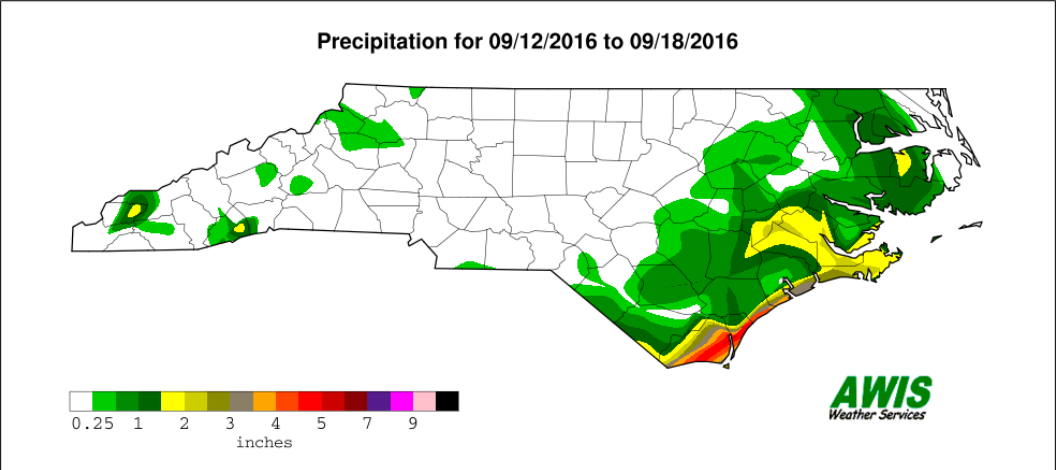 Precipitation for 09/12/2016 to 09/18/2016
0.25 1 2 3 4 5 7 9
inches
AWIS
Weather Services